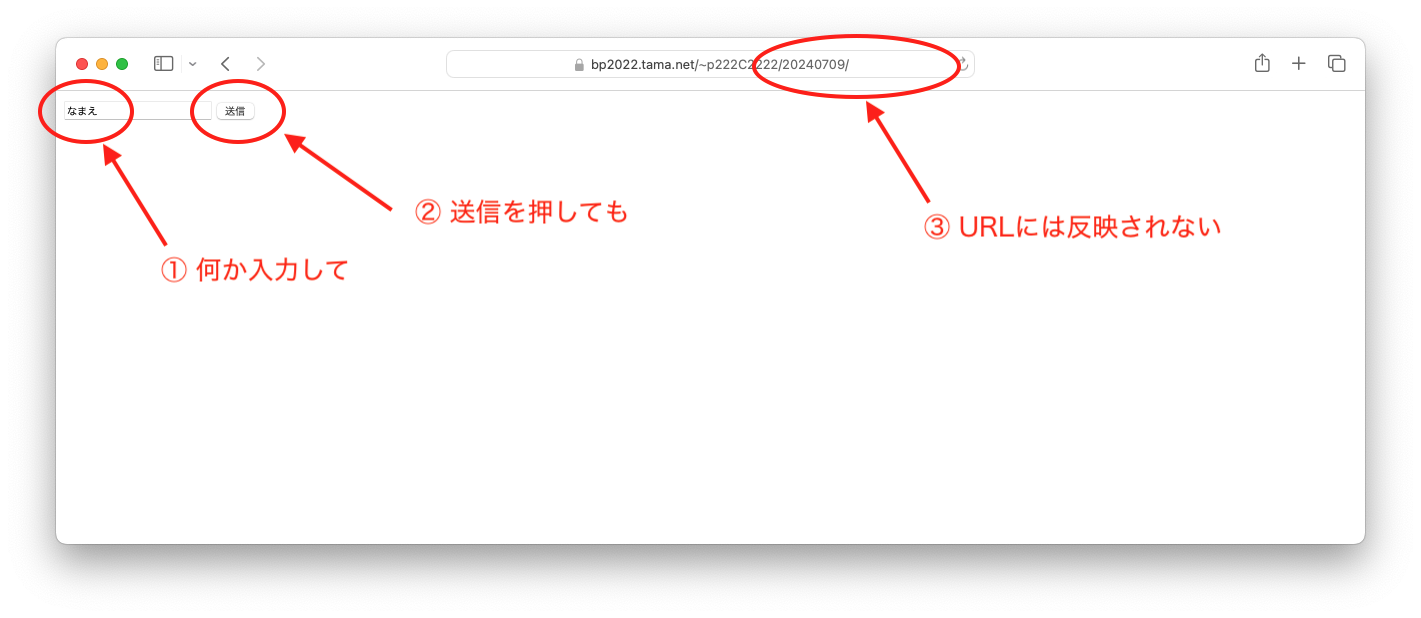 bp2022.tama.net/~p222C2222/20240709/
なまえ
送信
② 送信を押しても
③ URLには反映されない
① 何か入力して